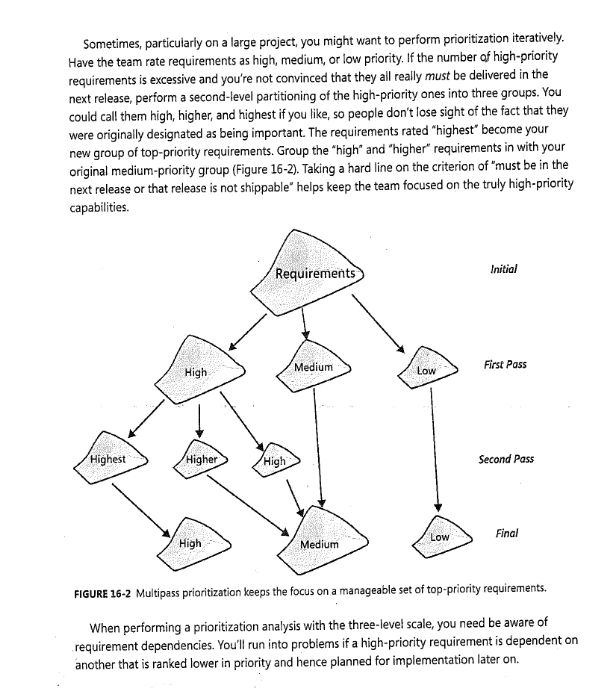 Sometimes, particularly on a large project, you might want to perform prioritization iteratively.
Have the team rate requirements as high, medium, or low priority. If the number of high-priority
requirements is excessive and you're not convinced that they all really must be delivered in the
next release, perform a second-level partitioning of the high-priority ones into three groups. You
could call them high, higher, and highest if you like, so people don't lose sight of the fact that they
were originally designated as being important. The requirements rated "highest" become your
new group of top-priority requirements. Group the "high" and "higher" requirements in with your
original medium-priority group (Figure 16-2). Taking a hard line on the criterion of "must be in the
next release or that release is not shippable" helps keep the team focused on the truly high-priority
capabilities.
Requirements
Initial
High
Medium
Low
First Pass
Highest
Higher
High
Second Pass
High
Medium
Low
Final
FIGURE 16-2 Multipass prioritization keeps the focus on a manageable set of top-priority requirements.
When performing a prioritization analysis with the three-level scale, you need be aware of
requirement dependencies. You'll run into problems if a high-priority requirement is dependent on
another that is ranked lower in priority and hence planned for implementation later on.